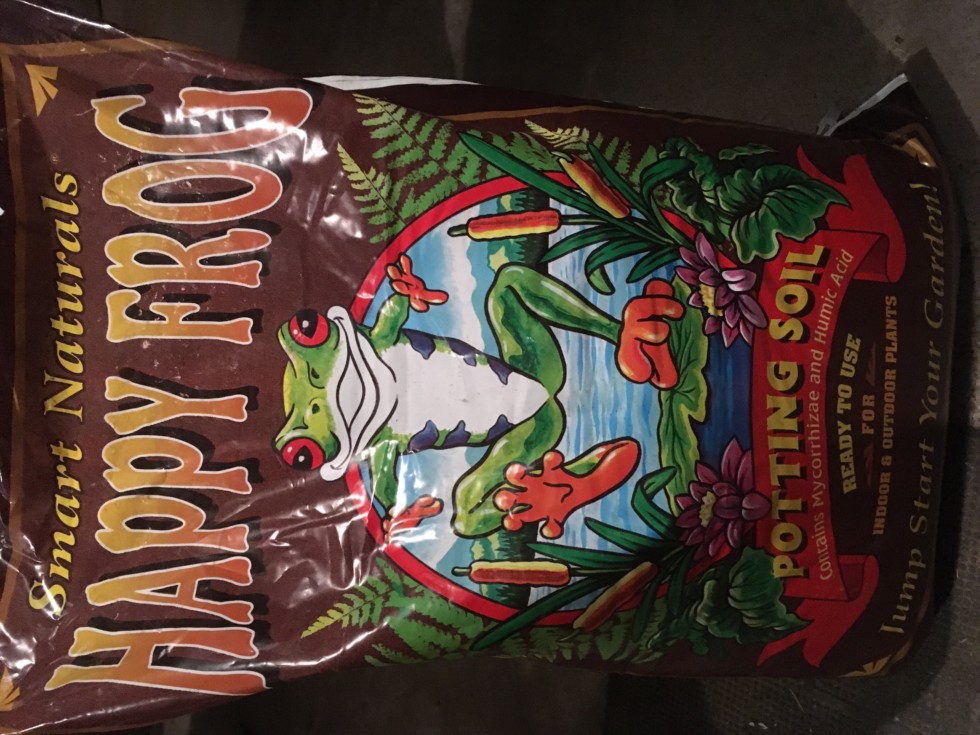 Smart Naturals®
HAPPY FROG
POTTING SOIL
Contains Mycorrhizae and Humic Acid
READY TO USE
FOR
INDOOR & OUTDOOR PLANTS
Jump Start Your Garden!